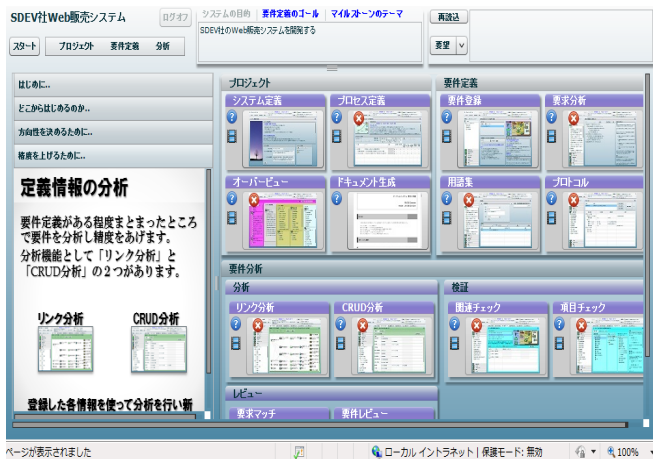 SDEV社Web販売システム
ログオフ
システムの目的 要件定義のゴール マイルストーンのテーマ
再読込
SDEV社のWeb販売システムを開発する
スタート プロジェクト 要件定義 分析
要望
はじめに..
どこからはじめるのか..
方向性を決めるために..
精度を上げるために..
定義情報の分析
要件定義がある程度まとまったところ
で要件を分析し精度をあげます。
分析機能として「リンク分析」と
「CRUD分析」の2つがあります。
リンク分析 CRUD分析
登録した各情報を使って分析を行い新
プロジェクト
システム定義 プロセス定義
オーバービュー ドキュメント生成
要件定義
要件登録 要求分析
用語集 プロトコル
要件分析
分析
リンク分析 CRUD分析
検証
関連チェック 項目チェック
レビュー
要求マッチ 要件レビュー
ページが表示されました
ローカル イントラネット | 保護モード: 無効
100%